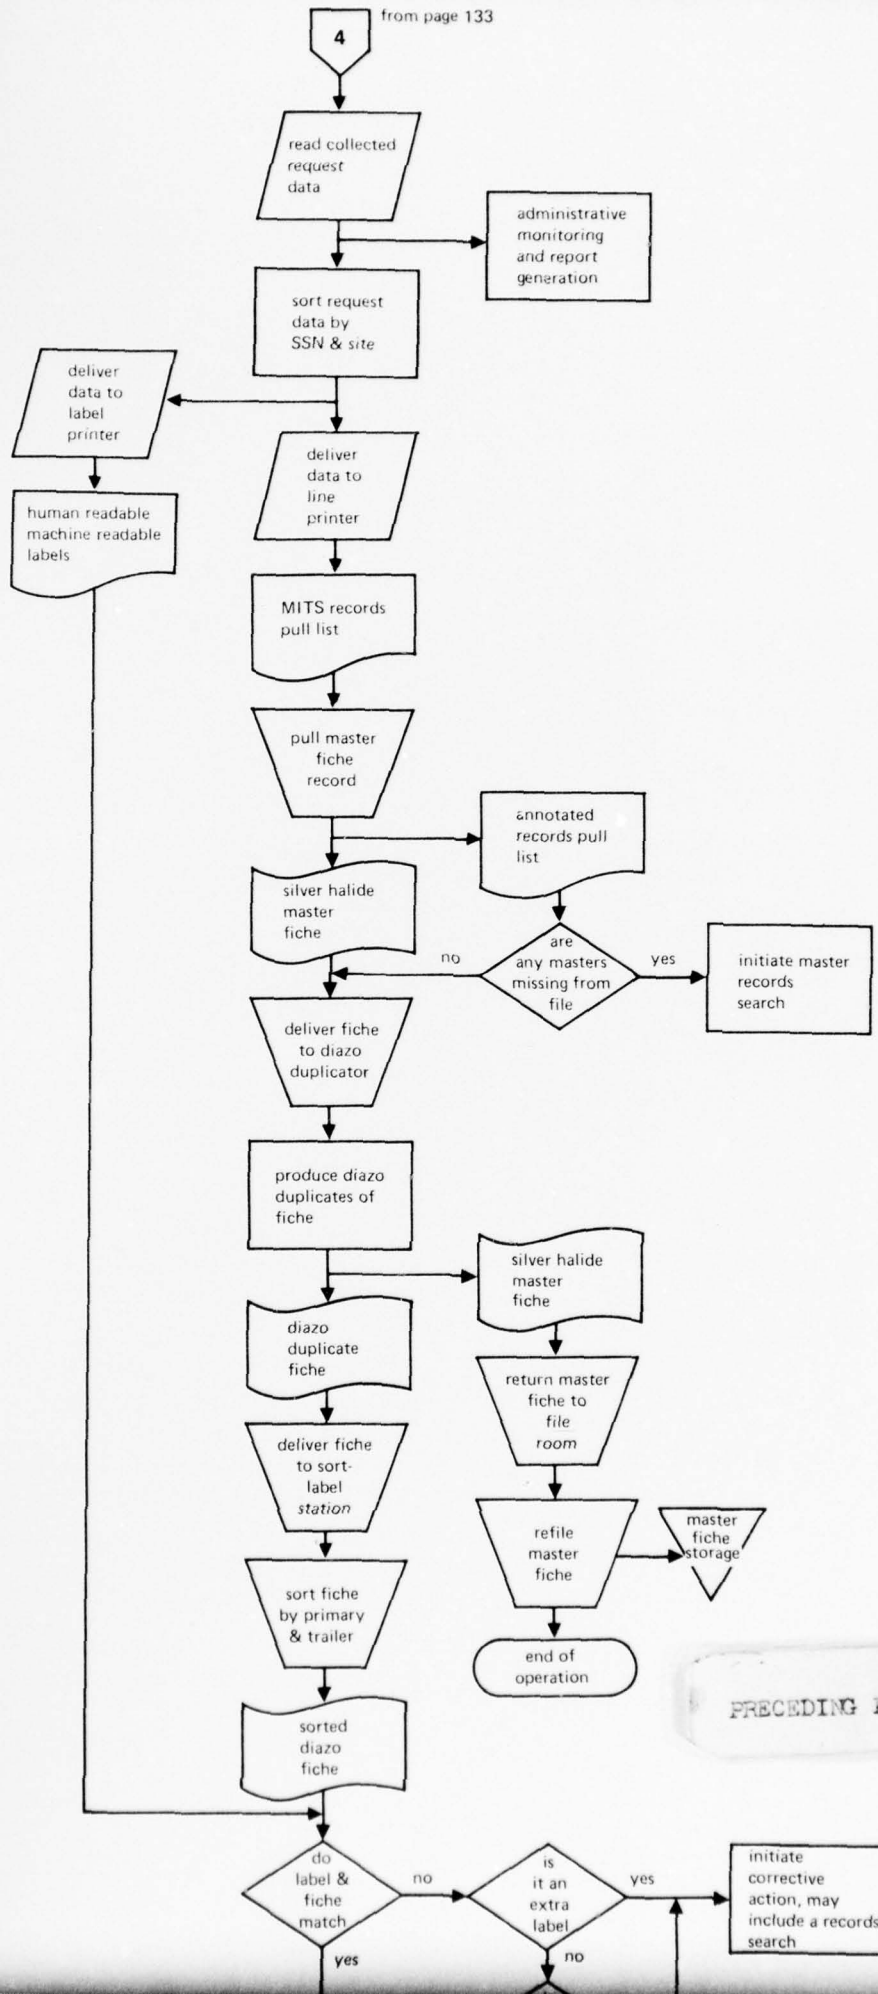 from page 133
4
read collected
request
data
administrative
monitoring
and report
generation
sort request
data by
SSN & site
deliver
data to
label
printer
deliver
data to
line
printer
human readable
machine readable
labels
MITS records
pull list
pull master
fiche
record
annotated
records pull
list
silver halide
master
fiche
are
any masters
missing from
file
no
yes
initiate master
records
search
deliver fiche
to diazo
duplicator
produce diazo
duplicates of
fiche
silver halide
master
fiche
diazo
duplicate
fiche
return master
fiche to
file
room
deliver fiche
to sort-
label
station
refile
master
fiche
master
fiche
storage
sort fiche
by primary
& trailer
end of
operation
PRECEDING
sorted
diazo
fiche
do
label &
fiche
match
no
is
it an
extra
label
yes
initiate
corrective
action, may
include a records
search
yes
no